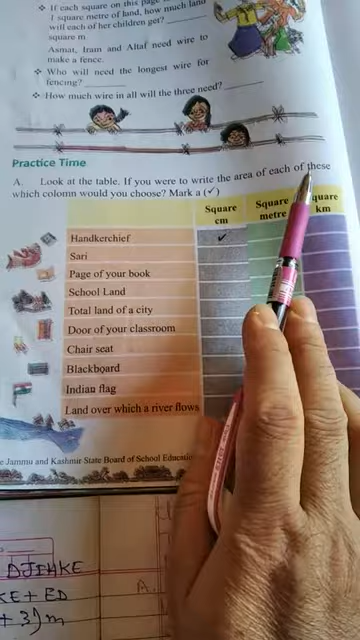 ❖ If each square on this page
1 square metre of land, how much land
will each of her children get?
square m
Asmat, Iram and Altaf need wire to
make a fence.
❖ Who will need the longest wire for
fencing?
❖ How much wire in all will the three need?
Practice Time
A. Look at the table. If you were to write the area of each of these
which colomn would you choose? Mark a (✓)
Square cm
Square metre
quare km
Handkerchief ✓
Sari
Page of your book
School Land
Total land of a city
Door of your classroom
Chair seat
Blackboard
Indian flag
Land over which a river flows
e Jammu and Kashmir State Board of School Educati
A.
KE + ED
+ 3) m